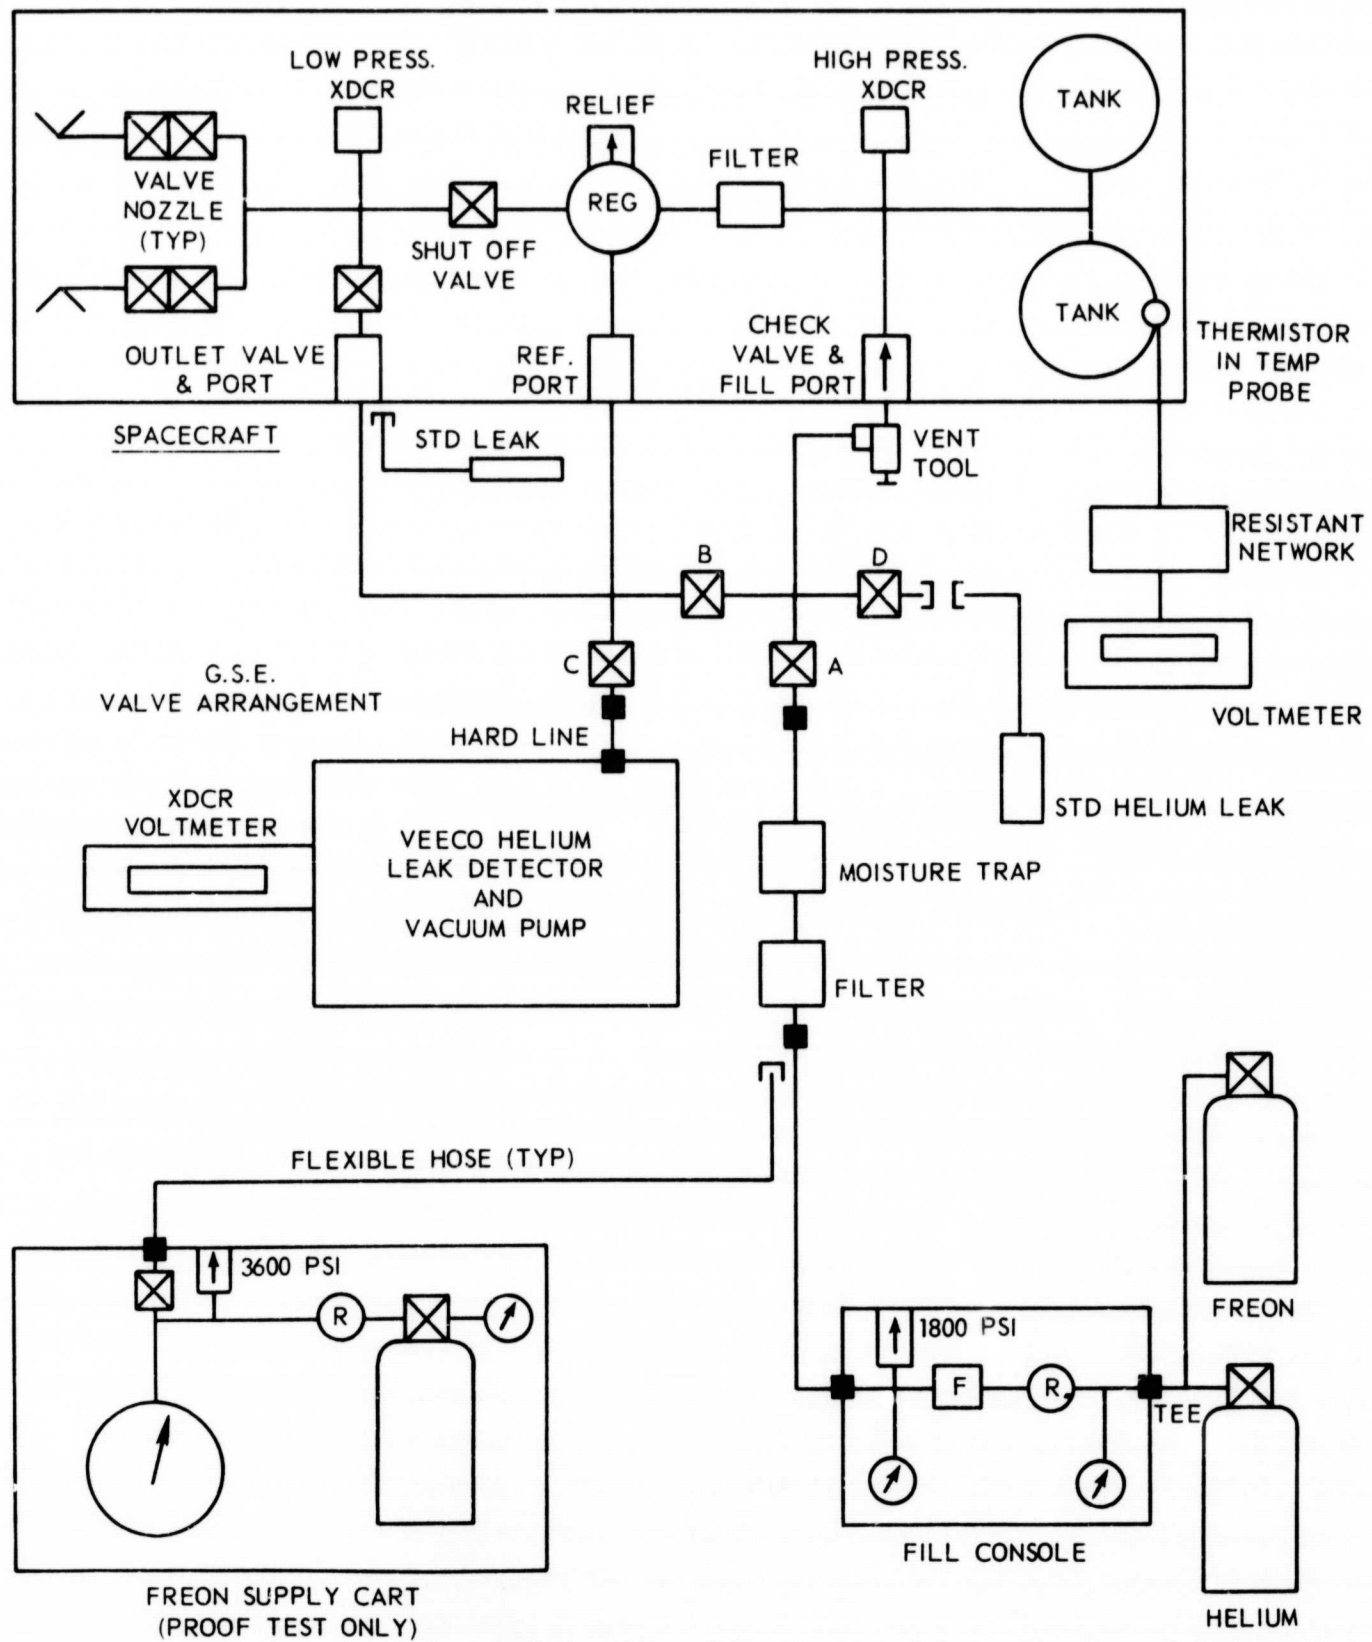 LOW PRESS.
XDCR
HIGH PRESS.
XDCR
RELIEF
TANK
FILTER
VALVE
NOZZLE
(TYP)
REG
SHUT OFF
VALVE
TANK
CHECK
VALVE &
FILL PORT
OUTLET VALVE
& PORT
REF.
PORT
THERMISTOR
IN TEMP
PROBE
SPACECRAFT
STD LEAK
VENT
TOOL
RESISTANT
NETWORK
B
D
C
A
G.S.E.
VALVE ARRANGEMENT
VOLTMETER
HARD LINE
XDCR
VOLTMETER
STD HELIUM LEAK
VEECO HELIUM
LEAK DETECTOR
AND
VACUUM PUMP
MOISTURE TRAP
FILTER
FLEXIBLE HOSE (TYP)
3600 PSI
R
FREON
1800 PSI
F
R
TEE
FILL CONSOLE
FREON SUPPLY CART
(PROOF TEST ONLY)
HELIUM